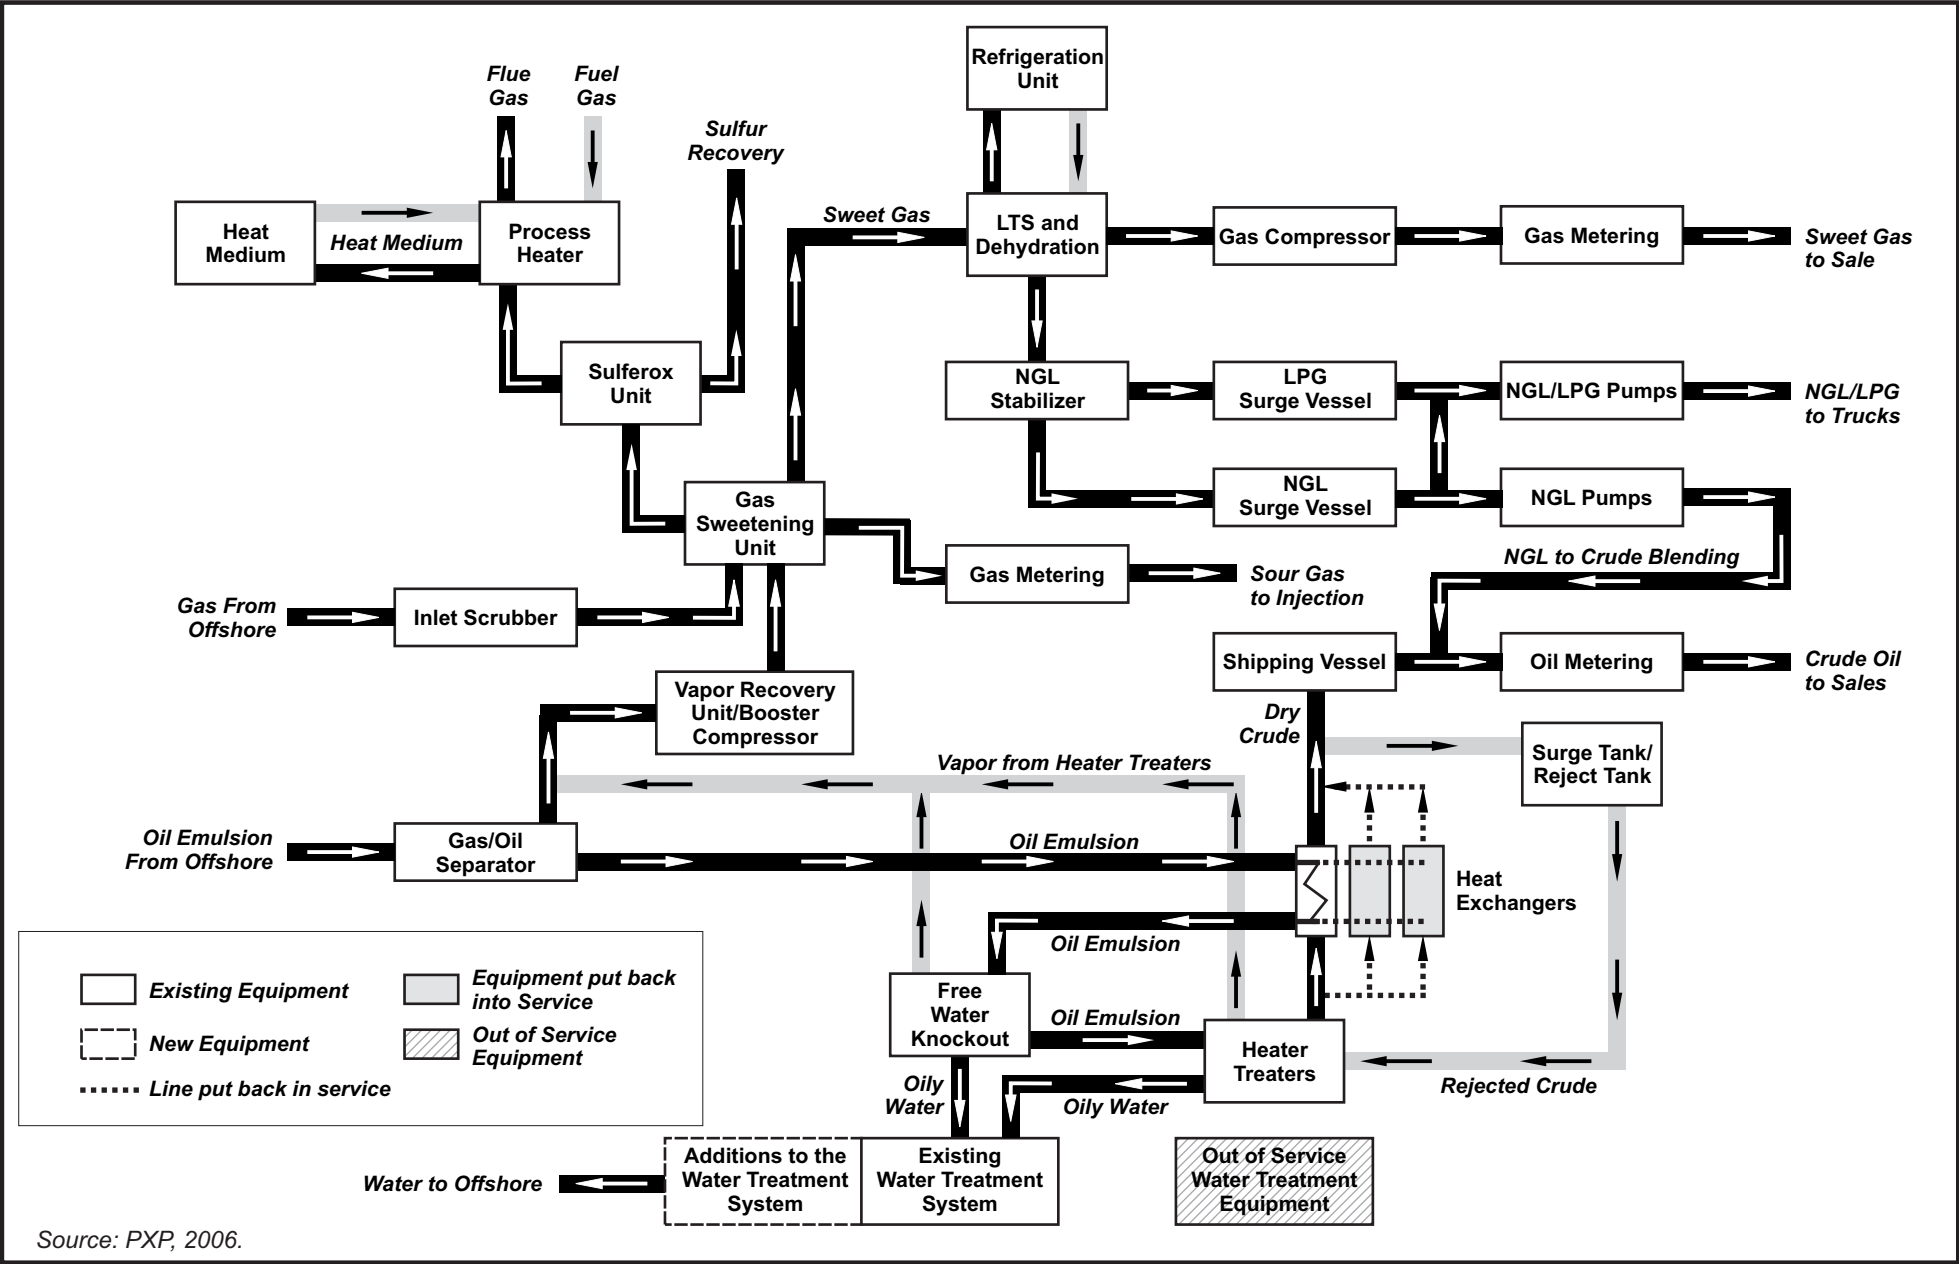 Refrigeration
Unit
Flue
Gas
Fuel
Gas
Sulfur
Recovery
Heat
Medium
Heat Medium
Process
Heater
Sweet Gas
LTS and
Dehydration
Gas Compressor
Gas Metering
Sweet Gas
to Sale
Sulferox
Unit
NGL
Stabilizer
LPG
Surge Vessel
NGL/LPG Pumps
NGL/LPG
to Trucks
Gas
Sweetening
Unit
NGL
Surge Vessel
NGL Pumps
NGL to Crude Blending
Gas Metering
Sour Gas
to Injection
Gas From
Offshore
Inlet Scrubber
Shipping Vessel
Oil Metering
Crude Oil
to Sales
Vapor Recovery
Unit/Booster
Compressor
Dry
Crude
Surge Tank/
Reject Tank
Vapor from Heater Treaters
Oil Emulsion
From Offshore
Gas/Oil
Separator
Oil Emulsion
Heat
Exchangers
Oil Emulsion
Free
Water
Knockout
Oil Emulsion
Heater
Treaters
Rejected Crude
Oily
Water
Oily Water
Existing Equipment
Equipment put back
into Service
New Equipment
Out of Service
Equipment
Line put back in service
Water to Offshore
Additions to the
Water Treatment
System
Existing
Water Treatment
System
Out of Service
Water Treatment
Equipment
Source: PXP, 2006.